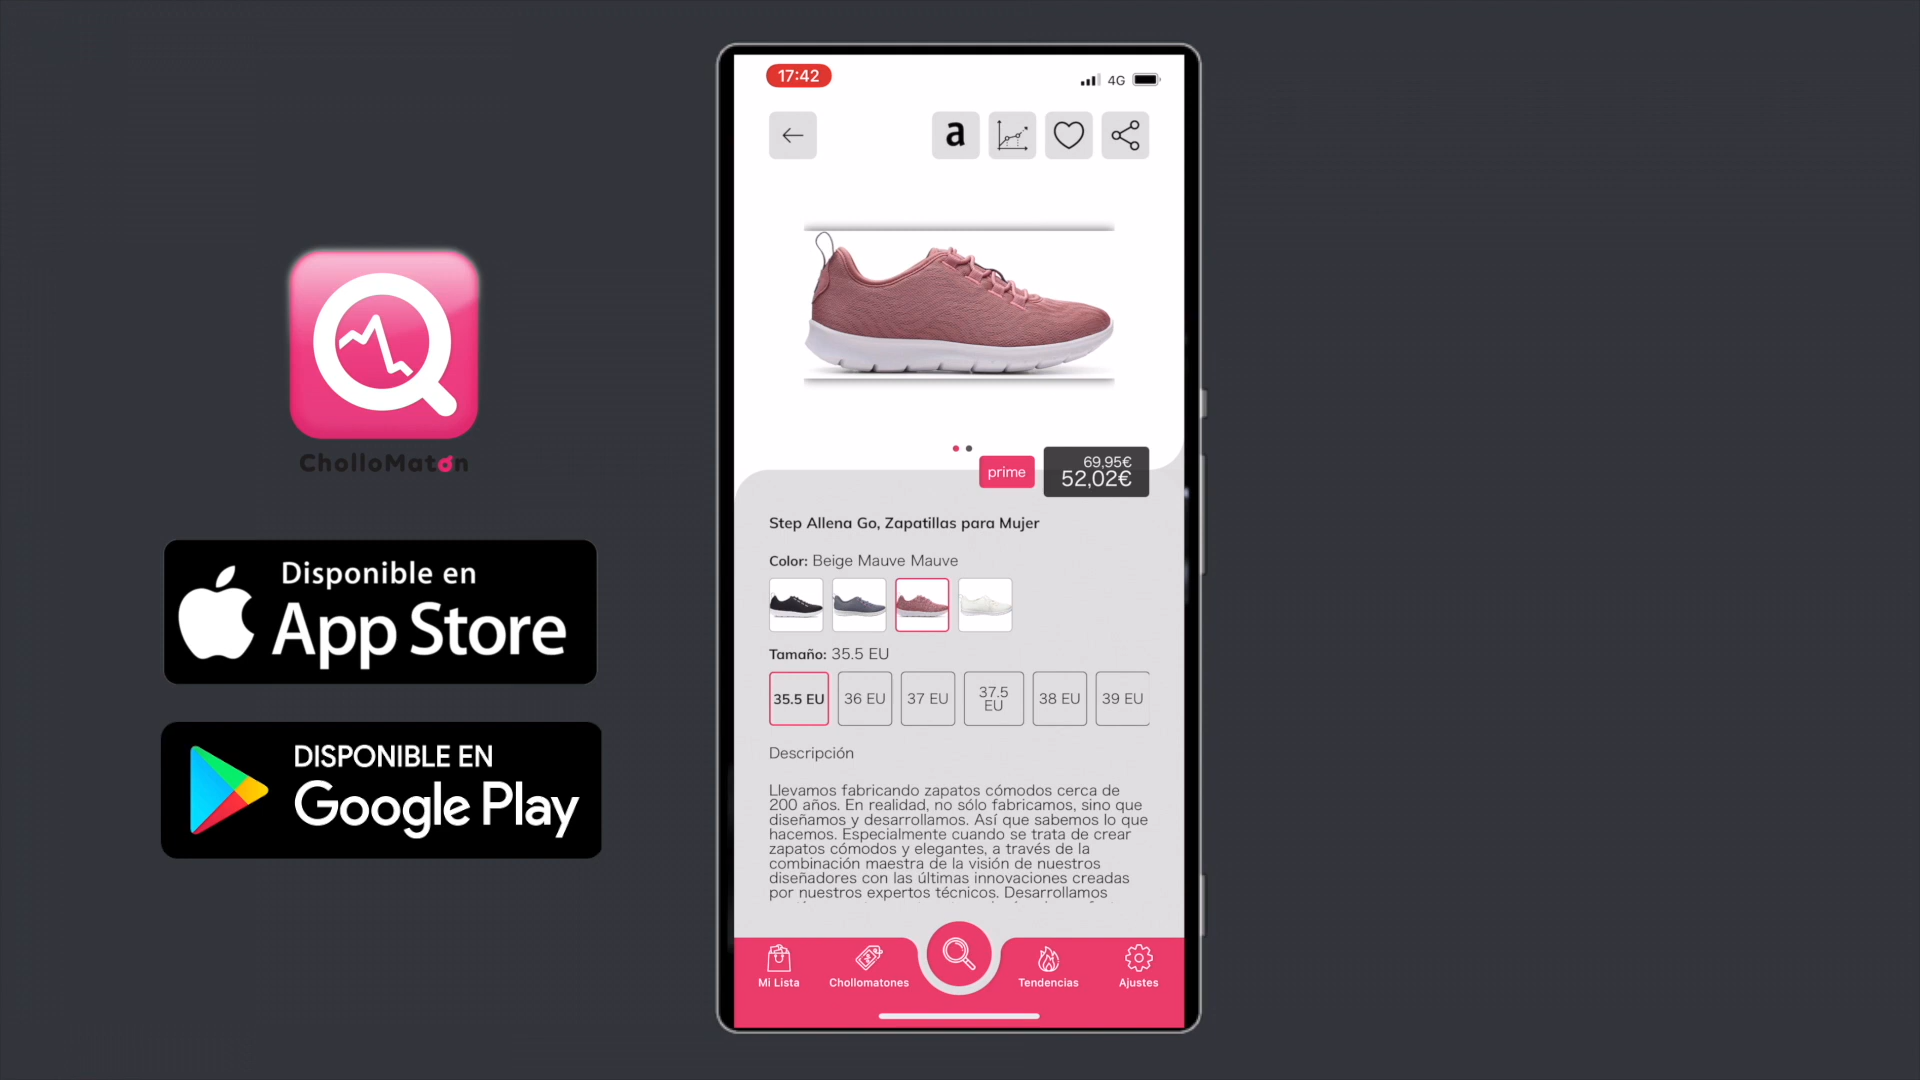 CholloMatón
Disponible en
App Store
DISPONIBLE EN
Google Play
17:42
4G
a
69,95€
prime
52,02€
Step Allena Go, Zapatillas para Mujer
Color: Beige Mauve Mauve
Tamaño: 35.5 EU
35.5 EU
36 EU
37 EU
37.5
EU
38 EU
39 EU
Descripción
Llevamos fabricando zapatos cómodos cerca de
200 años. En realidad, no sólo fabricamos, sino que
diseñamos y desarrollamos. Así que sabemos lo que
hacemos. Especialmente cuando se trata de crear
zapatos cómodos y elegantes, a través de la
combinación maestra de la visión de nuestros
diseñadores con las últimas innovaciones creadas
por nuestros expertos técnicos. Desarrollamos
Mi Lista
Chollomatones
Tendencias
Ajustes